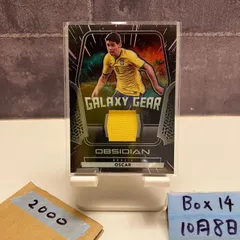 GALAXY GEAR
OBSIDIAN
OSCAR
2000
Box 14
10月8日